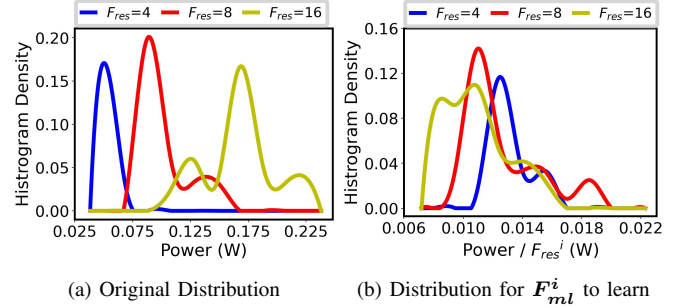 F_res=4 F_res=8 F_res=16
Histrogram Density
0.20
0.15
0.10
0.05
0.00
0.025 0.075 0.125 0.175 0.225
Power (W)
(a) Original Distribution
F_res=4 F_res=8 F_res=16
Histrogram Density
0.16
0.12
0.08
0.04
0.00
0.006 0.010 0.014 0.018 0.022
Power / F_res^i (W)
(b) Distribution for F_ml^i to learn